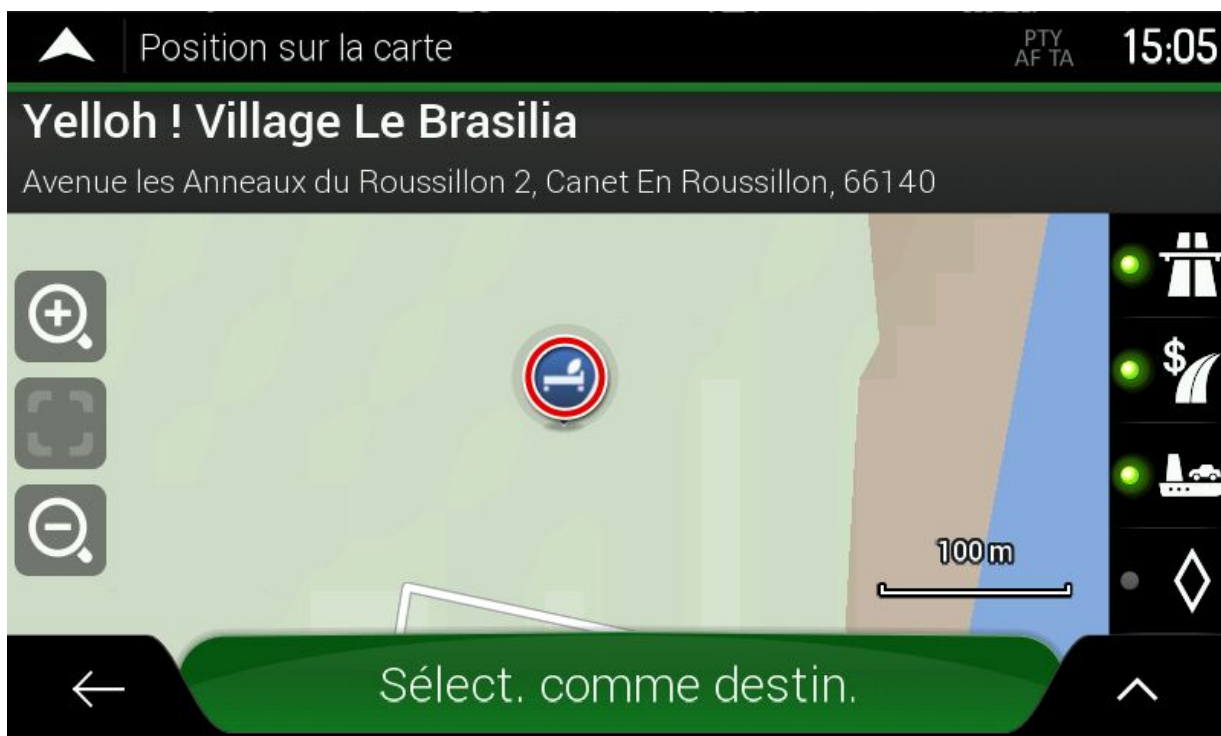 Position sur la carte
PTY
AF TA
15:05
Yelloh ! Village Le Brasilia
Avenue les Anneaux du Roussillon 2, Canet En Roussillon, 66140
$
100 m
Sélect. comme destin.